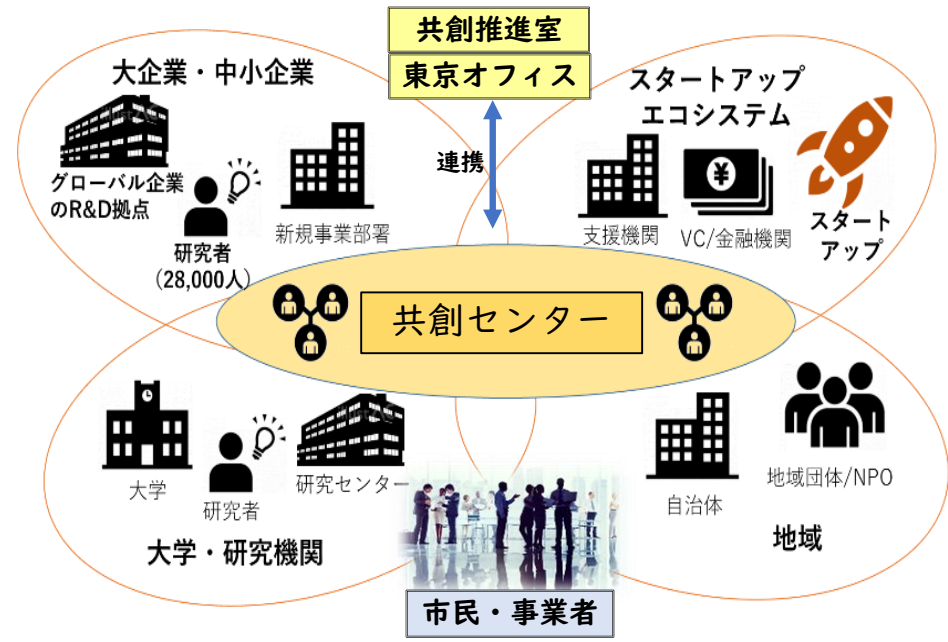 共創推進室
東京オフィス
連携
大企業・中小企業
グローバル企業
のR&D拠点
研究者
(28,000人)
新規事業部署
スタートアップ
エコシステム
支援機関
¥
VC/金融機関
スタート
アップ
共創センター
大学
研究者
研究センター
大学・研究機関
自治体
地域団体/NPO
地域
市民・事業者